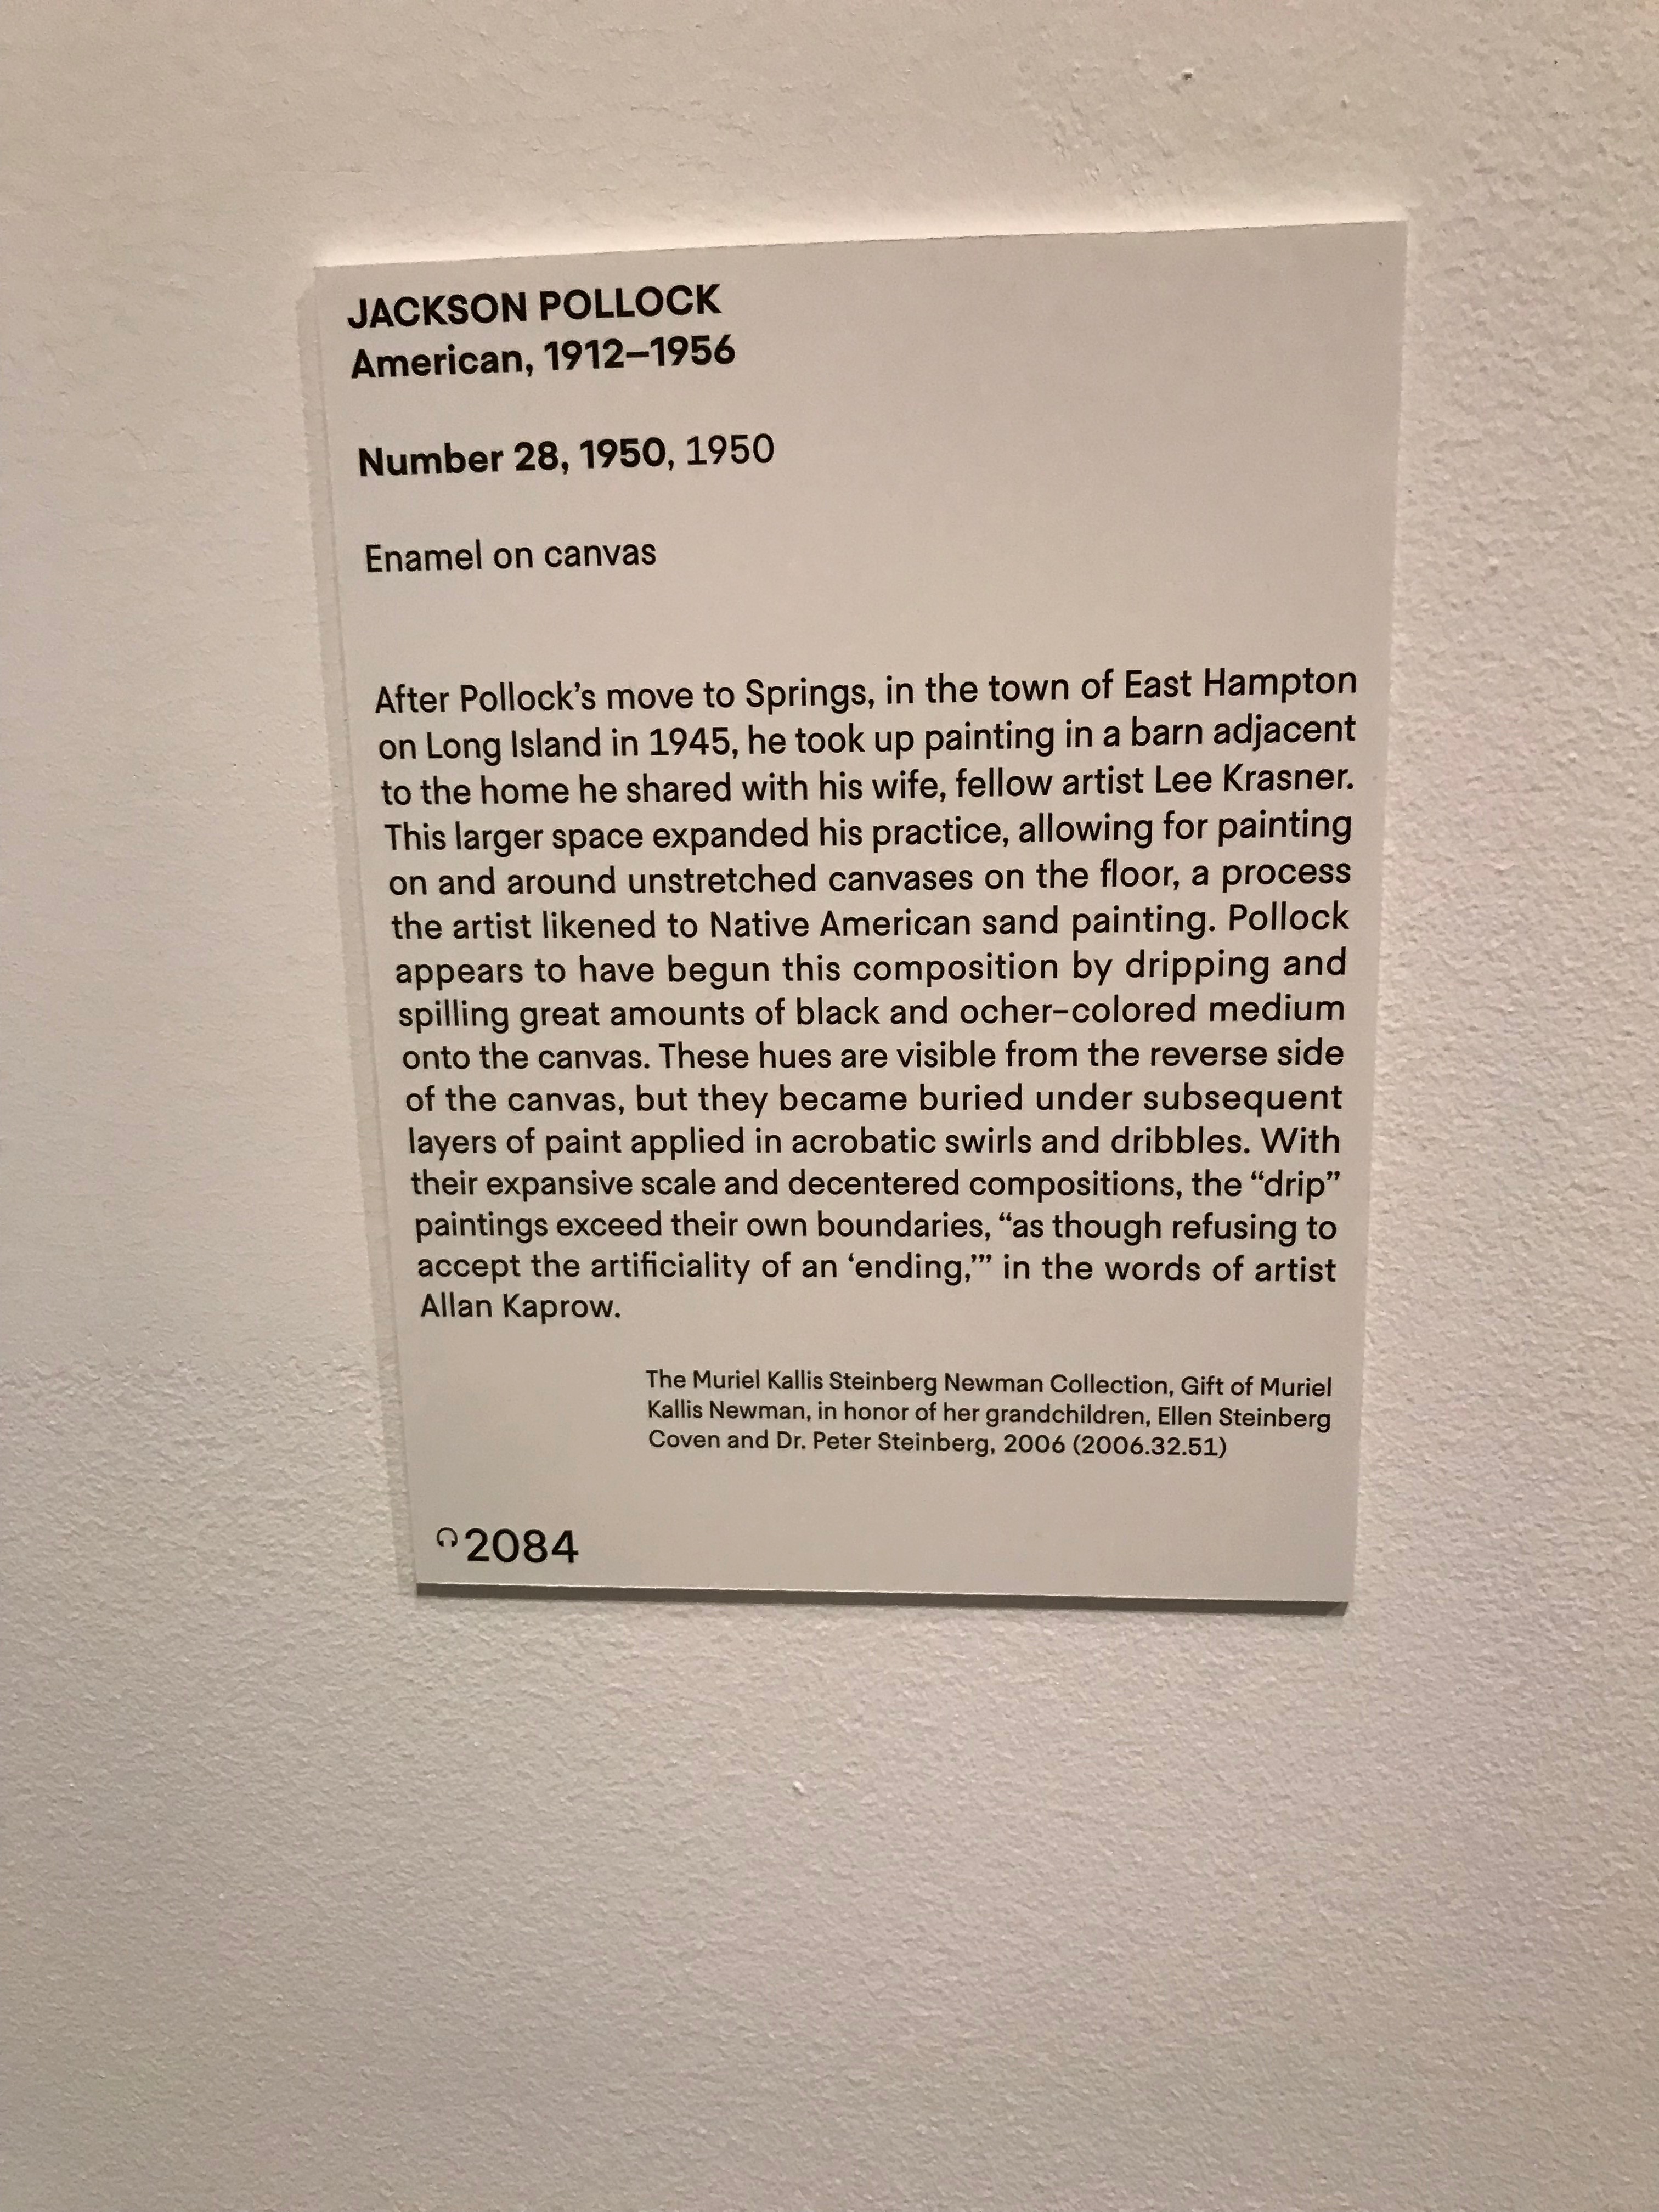 JACKSON POLLOCK
American, 1912–1956
Number 28, 1950, 1950
Enamel on canvas
After Pollock’s move to Springs, in the town of East Hampton
on Long Island in 1945, he took up painting in a barn adjacent
to the home he shared with his wife, fellow artist Lee Krasner.
This larger space expanded his practice, allowing for painting
on and around unstretched canvases on the floor, a process
the artist likened to Native American sand painting. Pollock
appears to have begun this composition by dripping and
spilling great amounts of black and ocher-colored medium
onto the canvas. These hues are visible from the reverse side
of the canvas, but they became buried under subsequent
layers of paint applied in acrobatic swirls and dribbles. With
their expansive scale and decentered compositions, the “drip”
paintings exceed their own boundaries, “as though refusing to
accept the artificiality of an ‘ending,’” in the words of artist
Allan Kaprow.
The Muriel Kallis Steinberg Newman Collection, Gift of Muriel
Kallis Newman, in honor of her grandchildren, Ellen Steinberg
Coven and Dr. Peter Steinberg, 2006 (2006.32.51)
2084